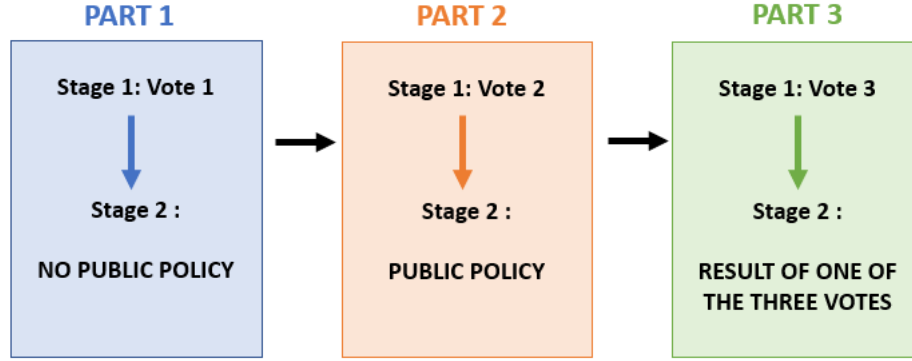 PART 1
Stage 1: Vote 1
Stage 2 :
NO PUBLIC POLICY
PART 2
Stage 1: Vote 2
Stage 2 :
PUBLIC POLICY
PART 3
Stage 1: Vote 3
Stage 2 :
RESULT OF ONE OF
THE THREE VOTES